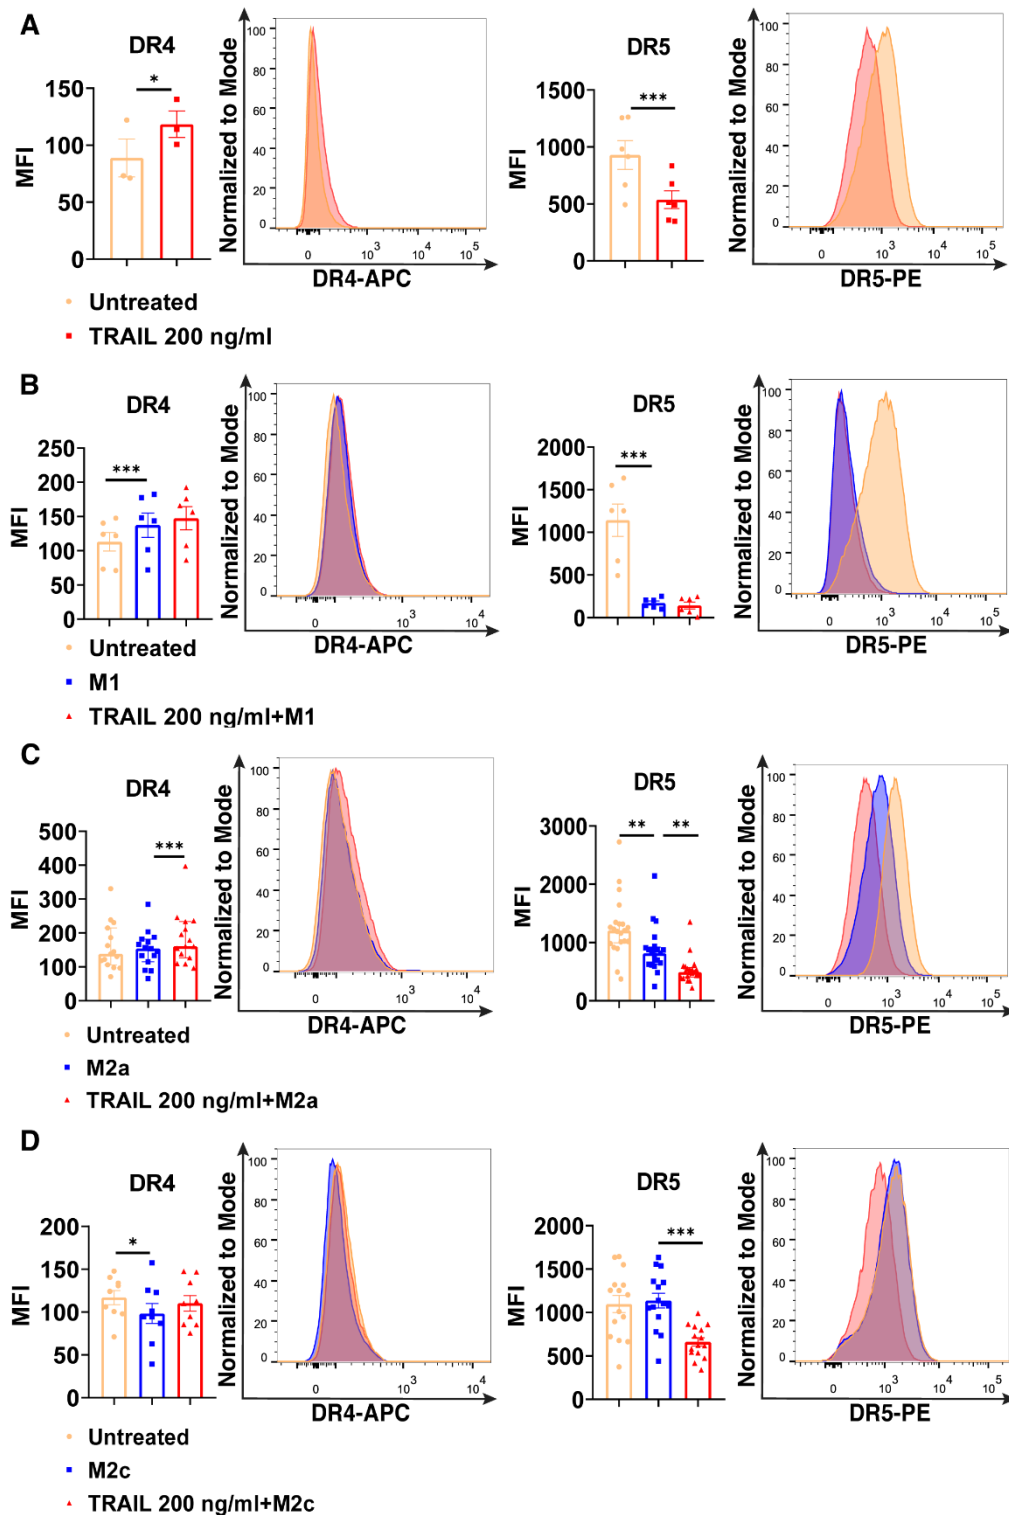 A
DR4
*
MFI
150
100
50
0
Normalized to Mode
100
80
60
40
20
0
0 10^3 10^4 10^5
DR4-APC
DR5
***
MFI
1500
1000
500
0
Normalized to Mode
100
80
60
40
20
0
0 10^3 10^4 10^5
DR5-PE
Untreated
TRAIL 200 ng/ml
B
DR4
***
MFI
250
200
150
100
50
0
Normalized to Mode
100
80
60
40
20
0
0 10^3 10^4
DR4-APC
DR5
***
MFI
2000
1500
1000
500
0
Normalized to Mode
100
80
60
40
20
0
0 10^3 10^4 10^5
DR5-PE
Untreated
M1
TRAIL 200 ng/ml+M1
C
DR4
***
MFI
500
400
300
200
100
0
Normalized to Mode
100
80
60
40
20
0
0 10^3 10^4
DR4-APC
DR5
** **
MFI
3000
2000
1000
0
Normalized to Mode
100
80
60
40
20
0
0 10^3 10^4 10^5
DR5-PE
Untreated
M2a
TRAIL 200 ng/ml+M2a
D
DR4
*
MFI
200
150
100
50
0
Normalized to Mode
100
80
60
40
20
0
0 10^3 10^4
DR4-APC
DR5
***
MFI
2000
1500
1000
500
0
Normalized to Mode
100
80
60
40
20
0
0 10^3 10^4 10^5
DR5-PE
Untreated
M2c
TRAIL 200 ng/ml+M2c